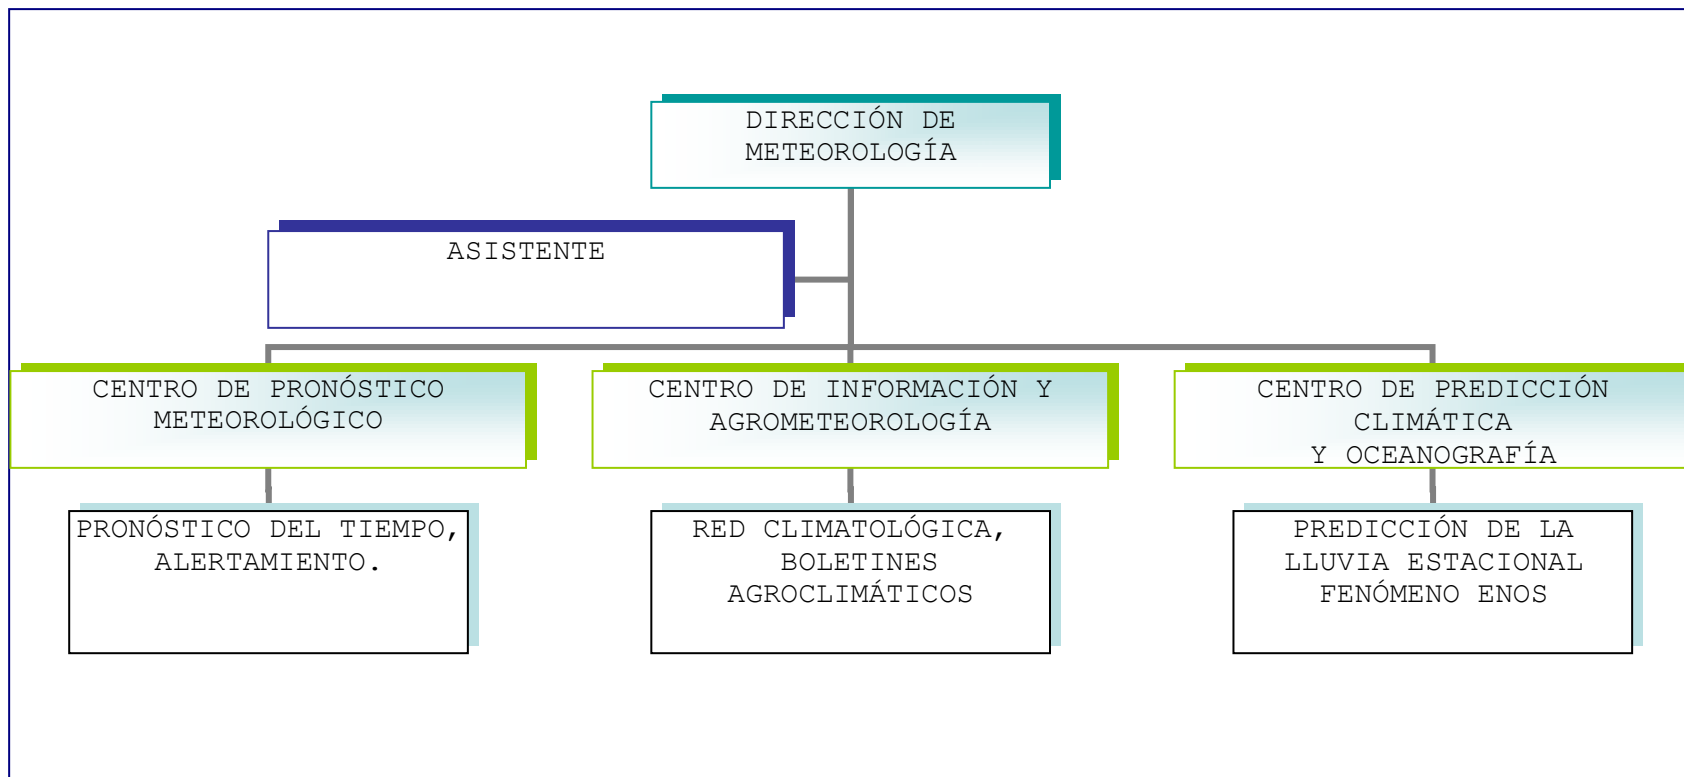 DIRECCIÓN DE
METEOROLOGÍA
ASISTENTE
CENTRO DE PRONÓSTICO
METEOROLÓGICO
CENTRO DE INFORMACIÓN Y
AGROMETEOROLOGÍA
CENTRO DE PREDICCIÓN
CLIMÁTICA
Y OCEANOGRAFÍA
PRONÓSTICO DEL TIEMPO,
ALERTAMIENTO.
RED CLIMATOLÓGICA,
BOLETINES
AGROCLIMÁTICOS
PREDICCIÓN DE LA
LLUVIA ESTACIONAL
FENÓMENO ENOS